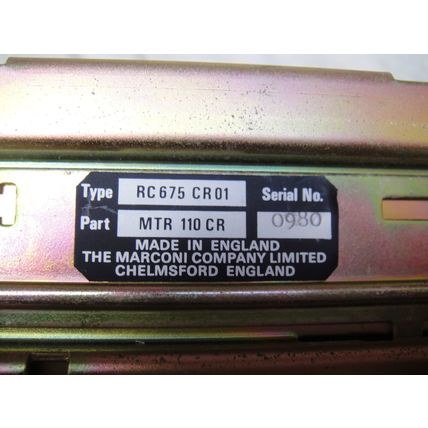 Type RC675 CR01 Serial No.
Part MTR 110 CR 0980
MADE IN ENGLAND
THE MARCONI COMPANY LIMITED
CHELMSFORD ENGLAND